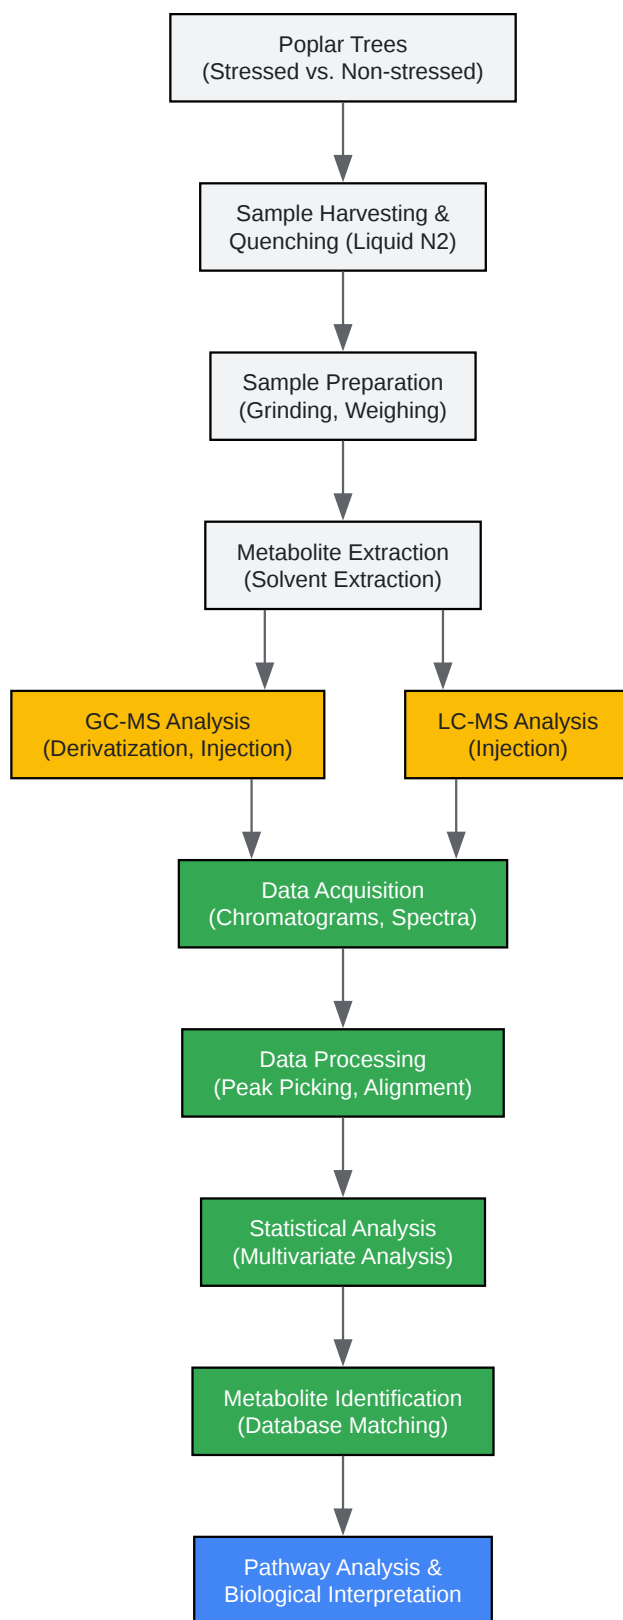 Poplar Trees
(Stressed vs. Non-stressed)
Sample Harvesting &
Quenching (Liquid N2)
Sample Preparation
(Grinding, Weighing)
Metabolite Extraction
(Solvent Extraction)
GC-MS Analysis
(Derivatization, Injection)
LC-MS Analysis
(Injection)
Data Acquisition
(Chromatograms, Spectra)
Data Processing
(Peak Picking, Alignment)
Statistical Analysis
(Multivariate Analysis)
Metabolite Identification
(Database Matching)
Pathway Analysis &
Biological Interpretation